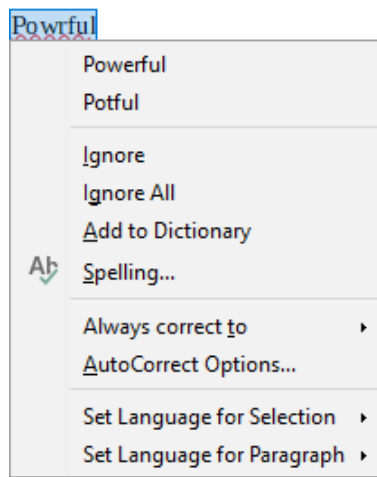 Powrful
Powerful
Potful
Ignore
Ignore All
Add to Dictionary
Ab Spelling...
Always correct to
AutoCorrect Options...
Set Language for Selection
Set Language for Paragraph